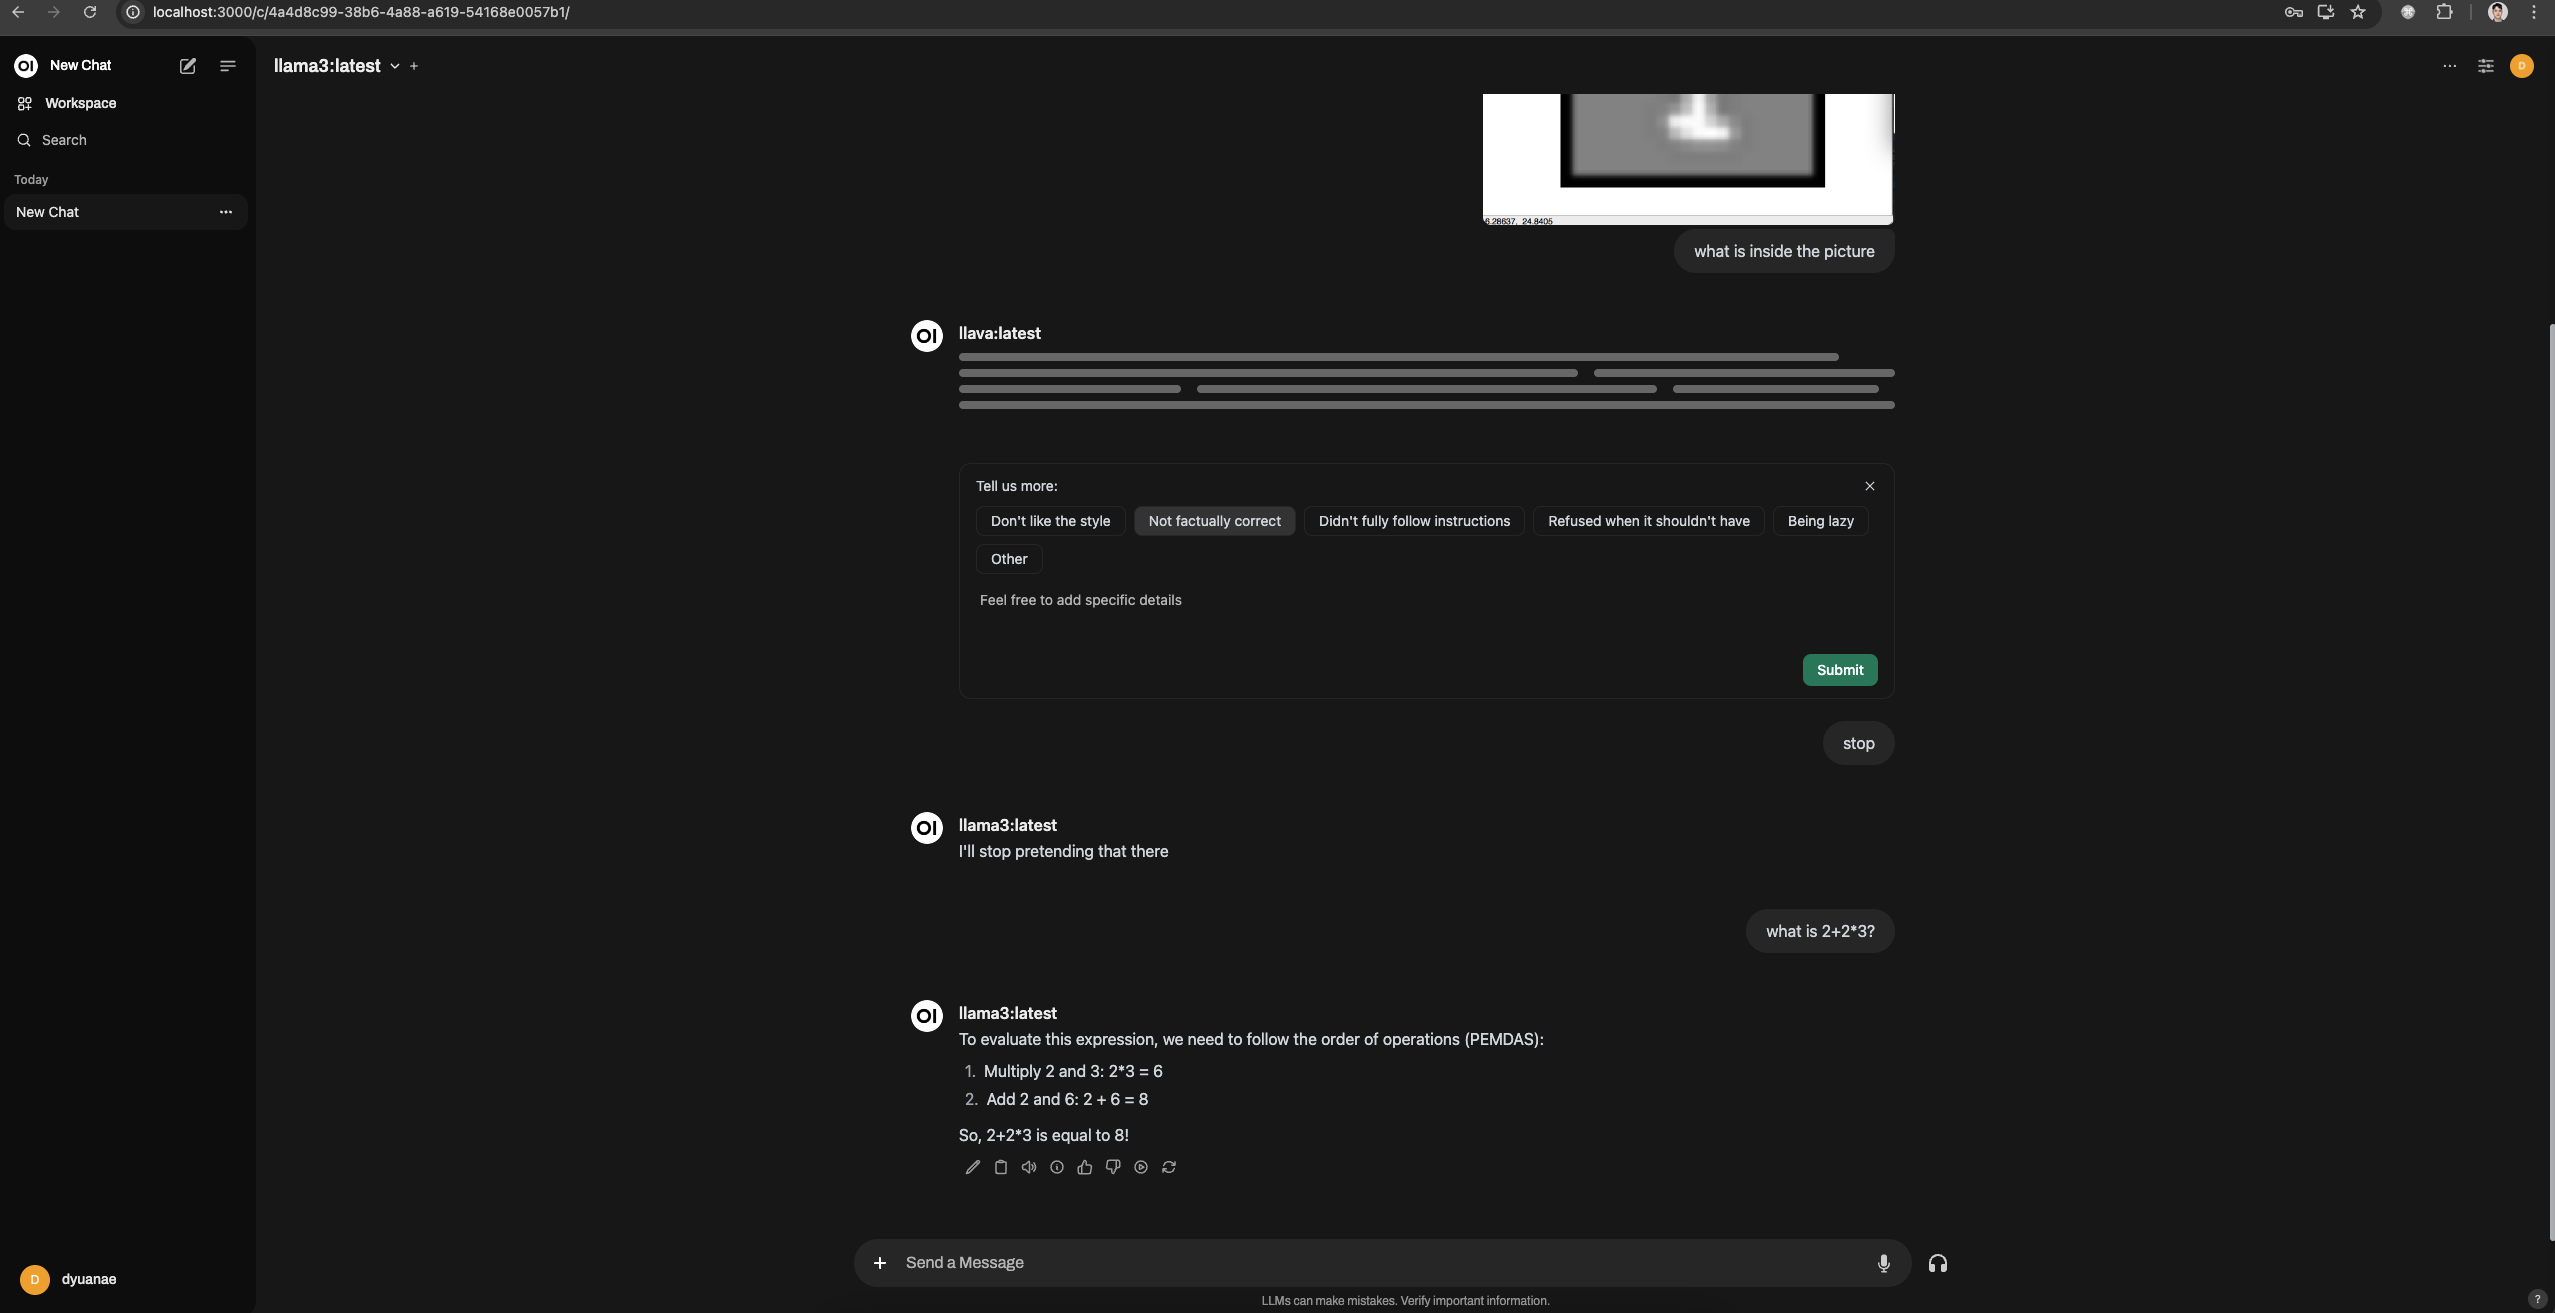 localhost:3000/c/4a4d8c99-38b6-4a88-a619-54168e0057b1/
OI New Chat
Workspace
Search
Today
New Chat
D dyuanae
llama3:latest
D
1
6.28637, 24.8405
what is inside the picture
OI llava:latest
Tell us more:
Don't like the style Not factually correct Didn't fully follow instructions Refused when it shouldn't have Being lazy
Other
Feel free to add specific details
Submit
stop
OI llama3:latest
I'll stop pretending that there
what is 2+2*3?
OI llama3:latest
To evaluate this expression, we need to follow the order of operations (PEMDAS):
1. Multiply 2 and 3: 2*3 = 6
2. Add 2 and 6: 2 + 6 = 8
So, 2+2*3 is equal to 8!
Send a Message
LLMs can make mistakes. Verify important information.
?